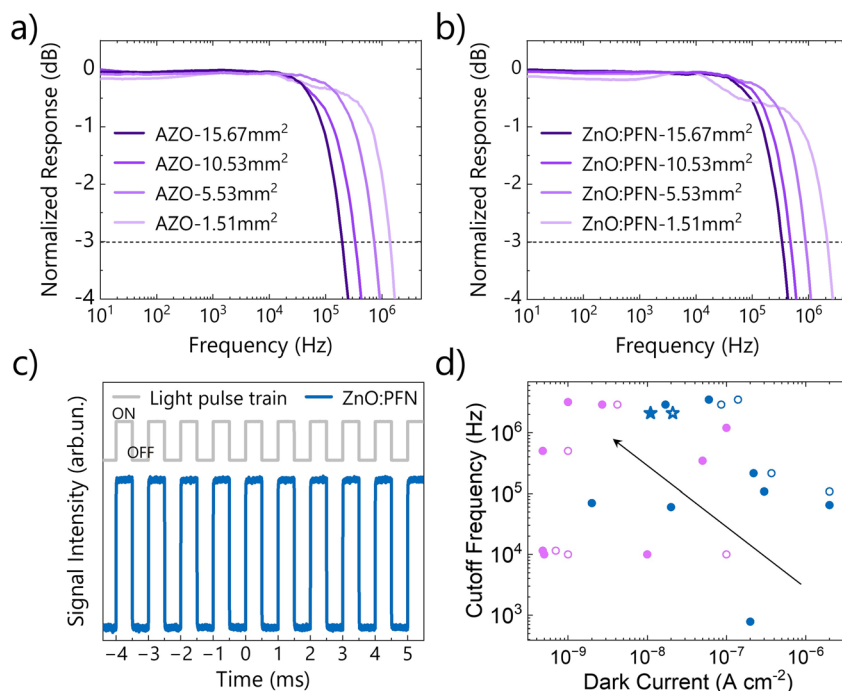 a)
Normalized Response (dB)
0
-1
-2
-3
-4
AZO-15.67mm²
AZO-10.53mm²
AZO-5.53mm²
AZO-1.51mm²
10¹ 10² 10³ 10⁴ 10⁵ 10⁶
Frequency (Hz)
b)
Normalized Response (dB)
0
-1
-2
-3
-4
ZnO:PFN-15.67mm²
ZnO:PFN-10.53mm²
ZnO:PFN-5.53mm²
ZnO:PFN-1.51mm²
10¹ 10² 10³ 10⁴ 10⁵ 10⁶
Frequency (Hz)
c)
Signal Intensity (arb.un.)
Light pulse train ZnO:PFN
ON
OFF
−4 −3 −2 −1 0 1 2 3 4 5
Time (ms)
d)
Cutoff Frequency (Hz)
10⁶
10⁵
10⁴
10³
10⁻⁹ 10⁻⁸ 10⁻⁷ 10⁻⁶
Dark Current (A cm⁻²)